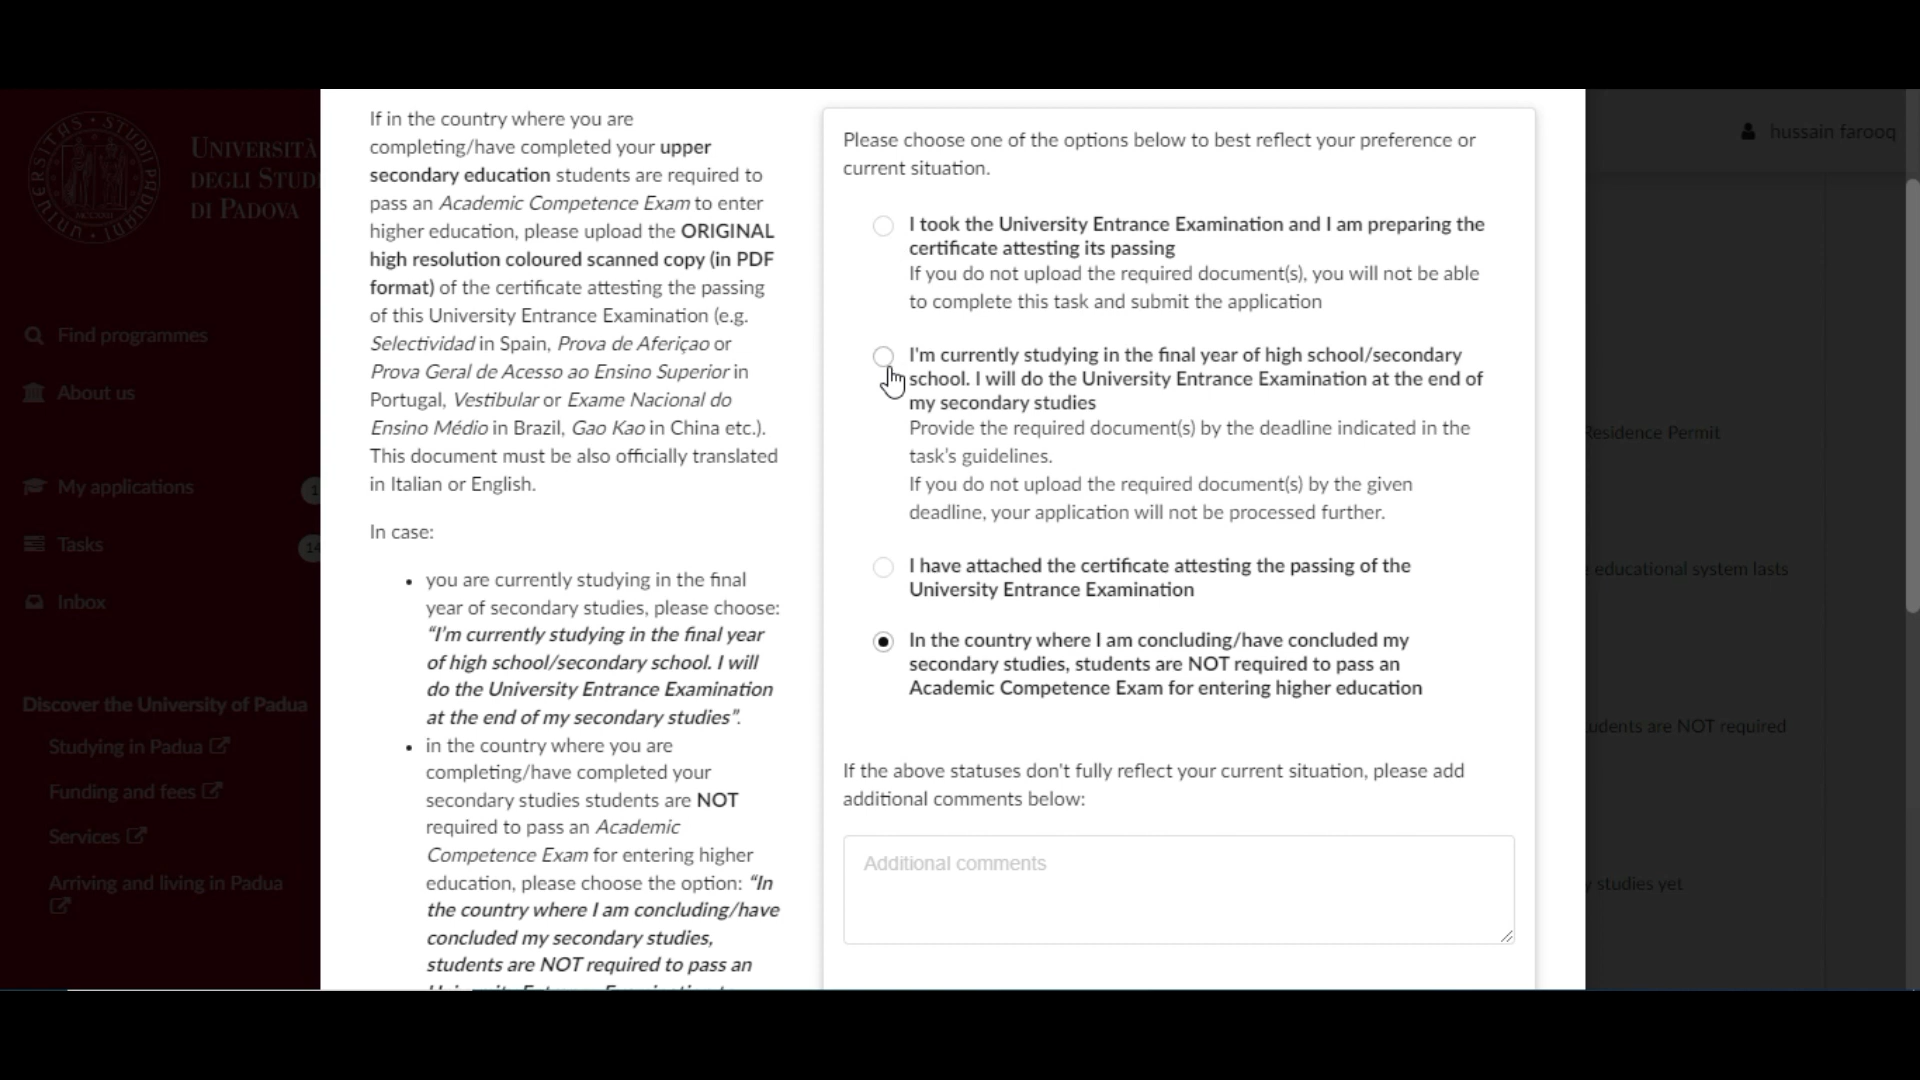 UNIVERSITÀ
DEGLI STUDI
DI PADOVA
Find programmes
About us
My applications
1
Tasks
14
Inbox
Discover the University of Padua
Studying in Padua
Funding and fees
Services
Arriving and living in Padua
If in the country where you are
completing/have completed your upper
secondary education students are required to
pass an Academic Competence Exam to enter
higher education, please upload the ORIGINAL
high resolution coloured scanned copy (in PDF
format) of the certificate attesting the passing
of this University Entrance Examination (e.g.
Selectividad in Spain, Prova de Aferiçao or
Prova Geral de Acesso ao Ensino Superior in
Portugal, Vestibular or Exame Nacional do
Ensino Médio in Brazil, Gao Kao in China etc.).
This document must be also officially translated
in Italian or English.
In case:
• you are currently studying in the final
year of secondary studies, please choose:
“I’m currently studying in the final year
of high school/secondary school. I will
do the University Entrance Examination
at the end of my secondary studies”.
• in the country where you are
completing/have completed your
secondary studies students are NOT
required to pass an Academic
Competence Exam for entering higher
education, please choose the option: “In
the country where I am concluding/have
concluded my secondary studies,
students are NOT required to pass an
Please choose one of the options below to best reflect your preference or
current situation.
I took the University Entrance Examination and I am preparing the
certificate attesting its passing
If you do not upload the required document(s), you will not be able
to complete this task and submit the application
I'm currently studying in the final year of high school/secondary
school. I will do the University Entrance Examination at the end of
my secondary studies
Provide the required document(s) by the deadline indicated in the
task's guidelines.
If you do not upload the required document(s) by the given
deadline, your application will not be processed further.
I have attached the certificate attesting the passing of the
University Entrance Examination
In the country where I am concluding/have concluded my
secondary studies, students are NOT required to pass an
Academic Competence Exam for entering higher education
If the above statuses don't fully reflect your current situation, please add
additional comments below:
Additional comments
hussain farooq
Residence Permit
educational system lasts
udents are NOT required
y studies yet